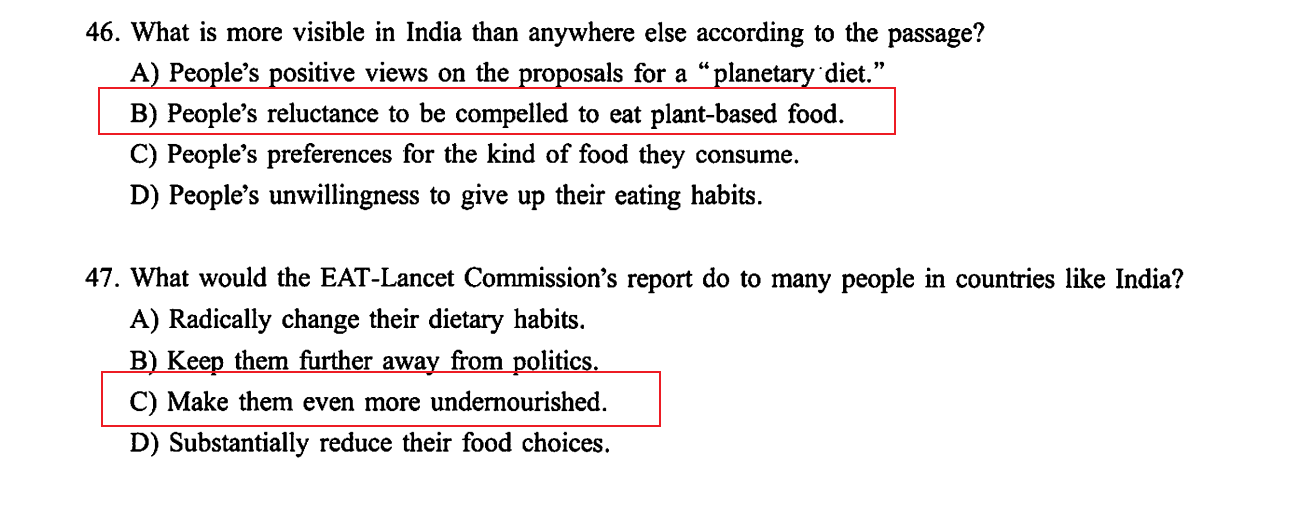 46. What is more visible in India than anywhere else according to the passage?
A) People's positive views on the proposals for a “planetary diet.”
B) People's reluctance to be compelled to eat plant-based food.
C) People's preferences for the kind of food they consume.
D) People's unwillingness to give up their eating habits.
47. What would the EAT-Lancet Commission's report do to many people in countries like India?
A) Radically change their dietary habits.
B) Keep them further away from politics.
C) Make them even more undernourished.
D) Substantially reduce their food choices.